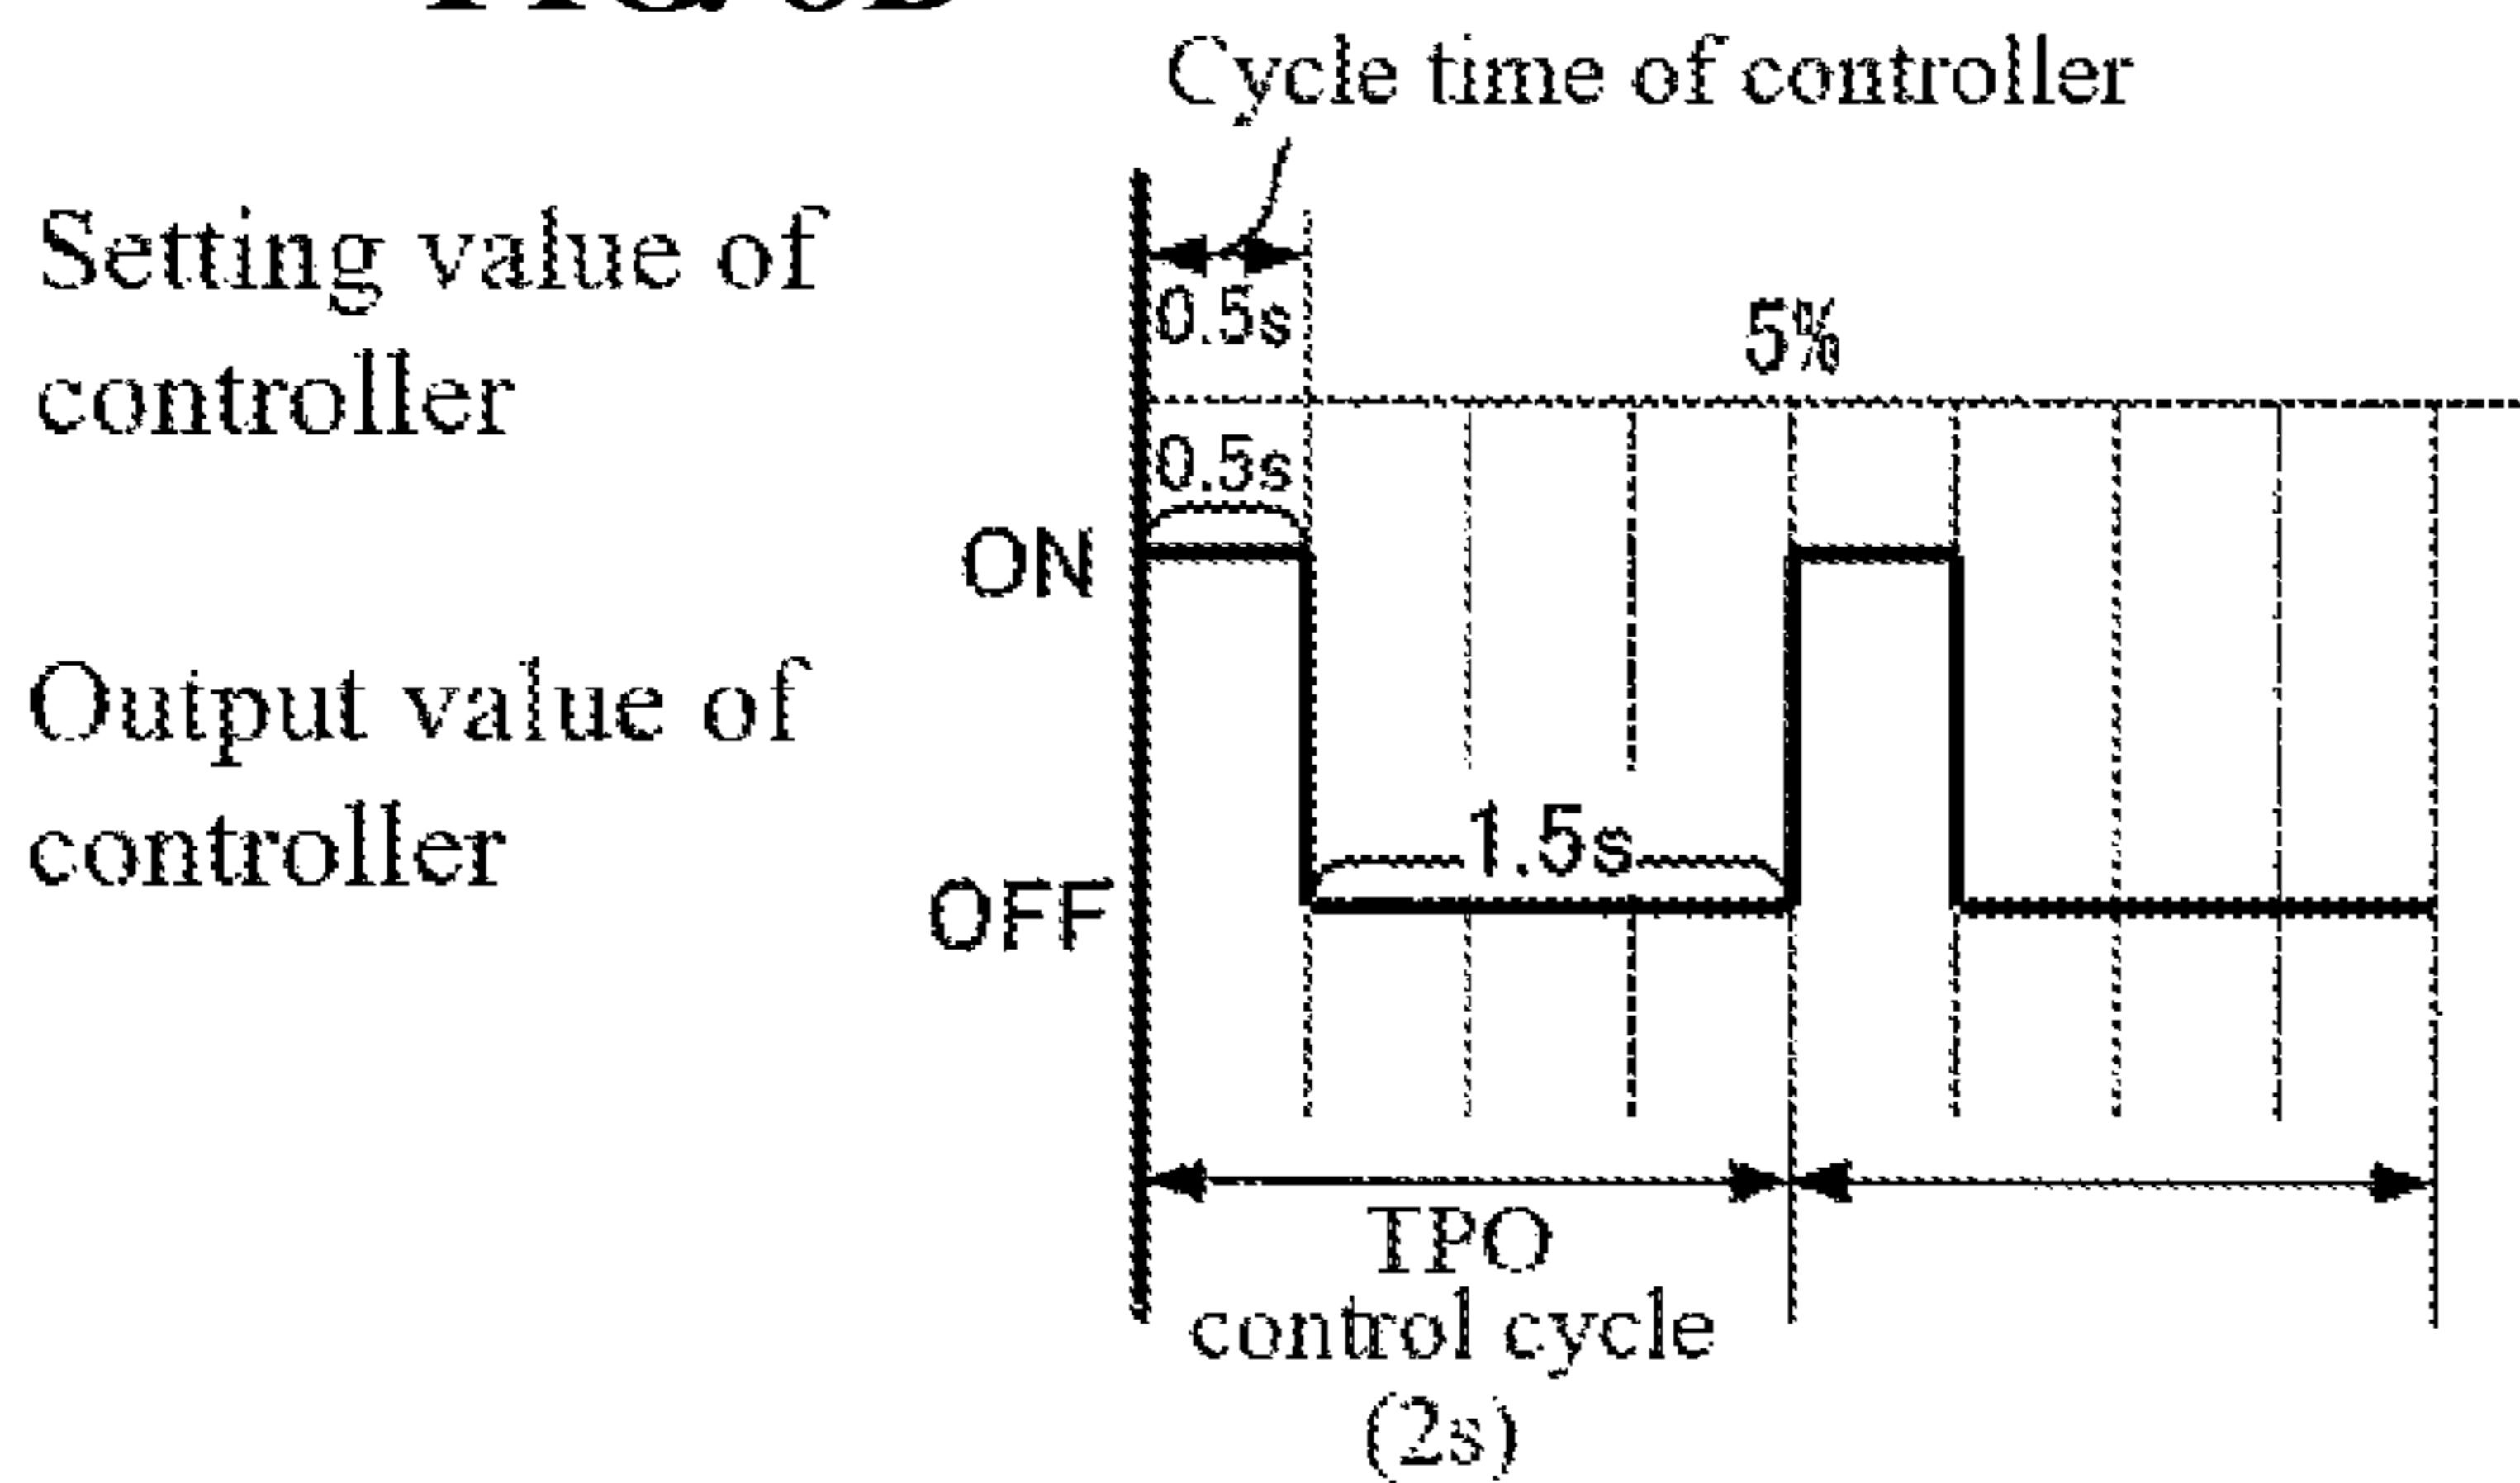 Cycle time of controller
Setting value of
controller
0.5s
5%
0.5s
ON
Output value of
controller
1.5s
OFF
TPO
control cycle
(2s)